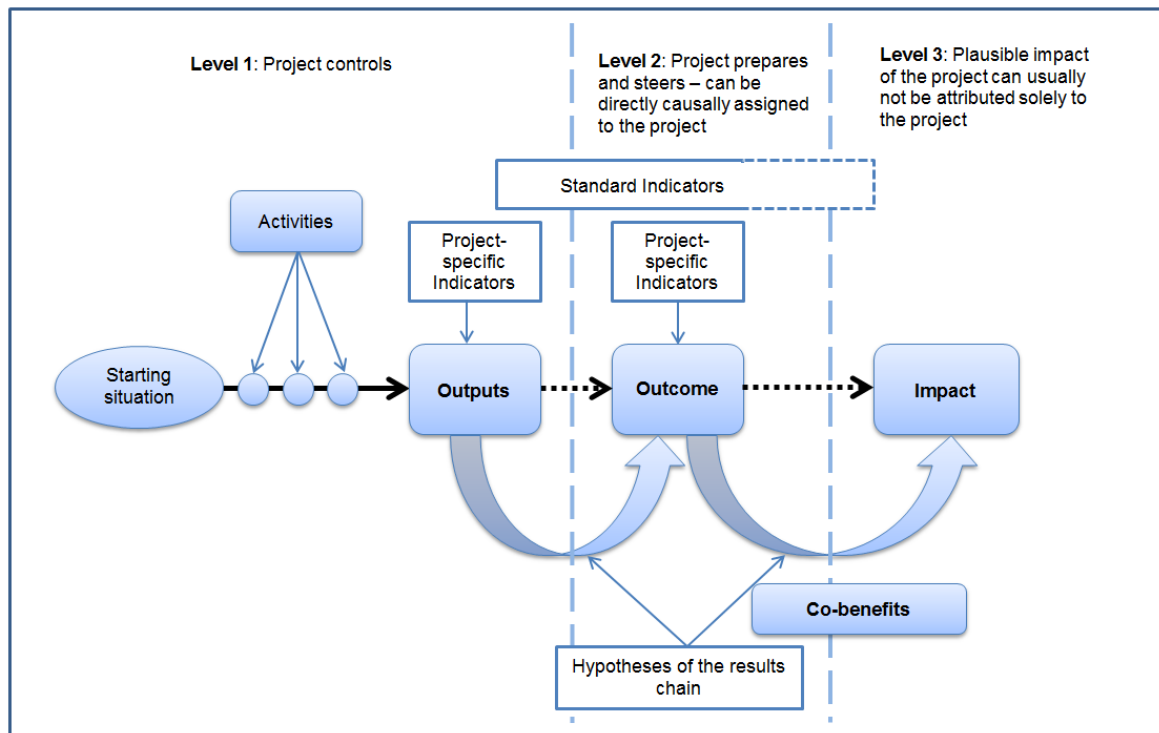 Level 1: Project controls
Level 2: Project prepares
and steers – can be
directly causally assigned
to the project
Level 3: Plausible impact
of the project can usually
not be attributed solely to
the project
Standard Indicators
Activities
Project-
specific
Indicators
Project-
specific
Indicators
Starting
situation
Outputs
Outcome
Impact
Co-benefits
Hypotheses of the results
chain